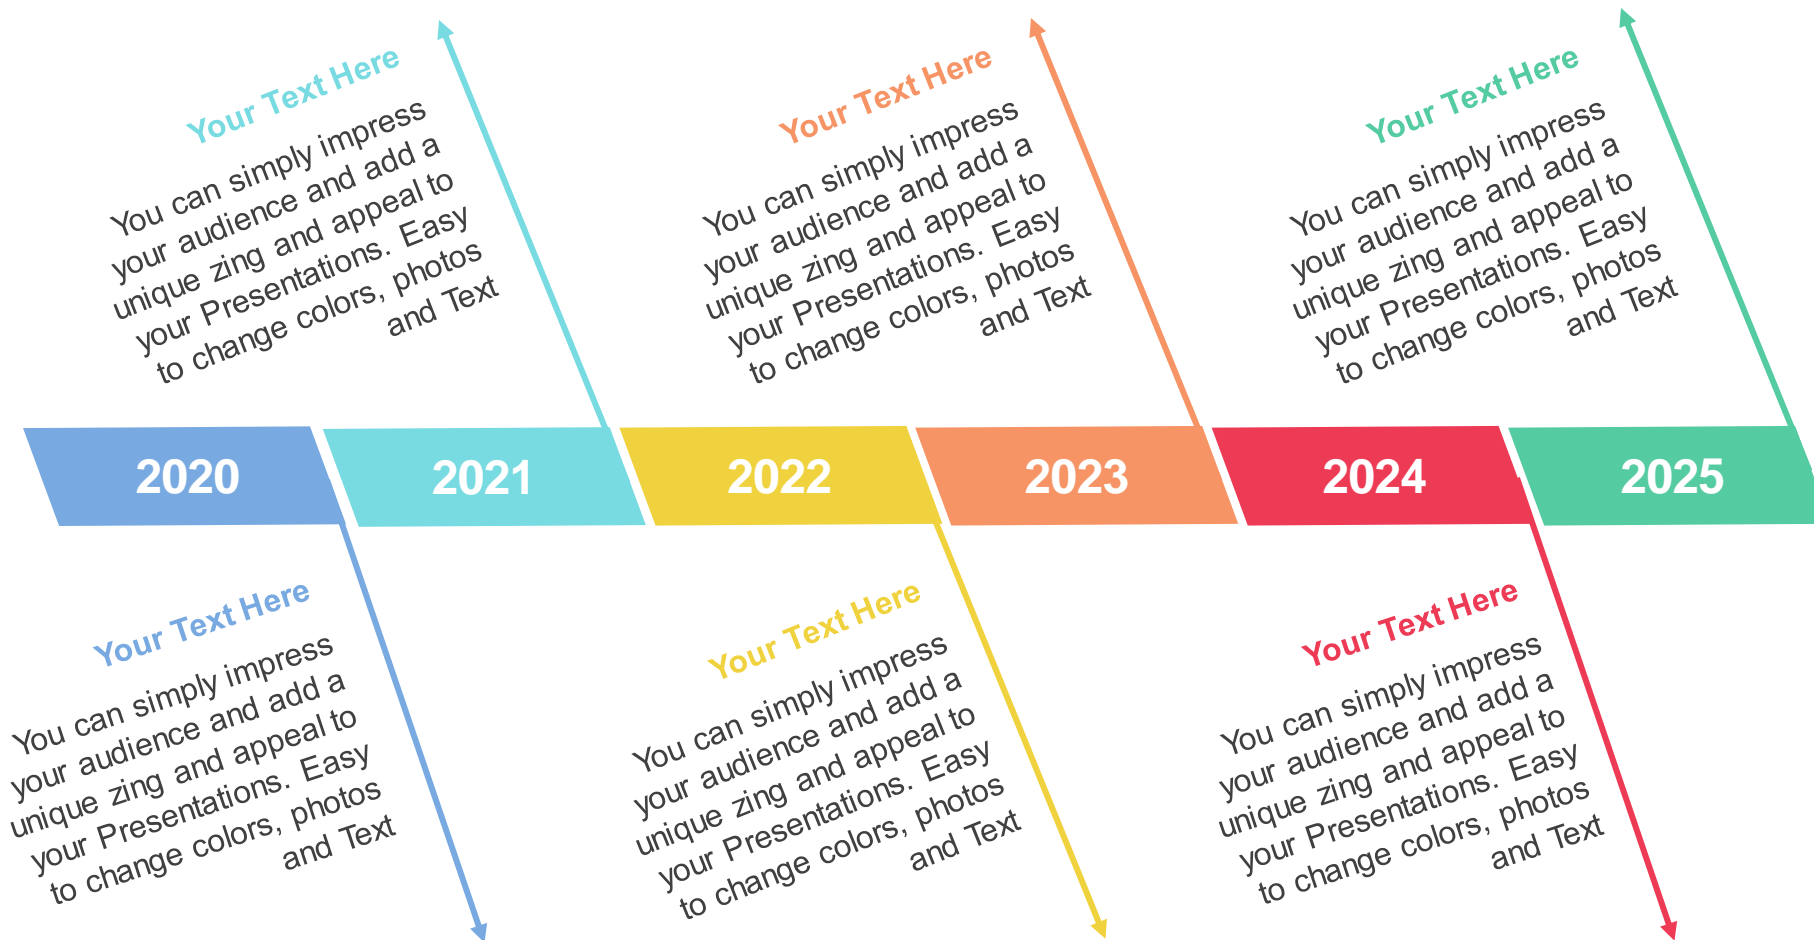 Your Text Here
You can simply impress
your audience and add a
unique zing and appeal to
your Presentations. Easy
to change colors, photos
and Text
Your Text Here
You can simply impress
your audience and add a
unique zing and appeal to
your Presentations. Easy
to change colors, photos
and Text
Your Text Here
You can simply impress
your audience and add a
unique zing and appeal to
your Presentations. Easy
to change colors, photos
and Text
2020
2021
2022
2023
2024
2025
Your Text Here
You can simply impress
your audience and add a
unique zing and appeal to
your Presentations. Easy
to change colors, photos
and Text
Your Text Here
You can simply impress
your audience and add a
unique zing and appeal to
your Presentations. Easy
to change colors, photos
and Text
Your Text Here
You can simply impress
your audience and add a
unique zing and appeal to
your Presentations. Easy
to change colors, photos
and Text